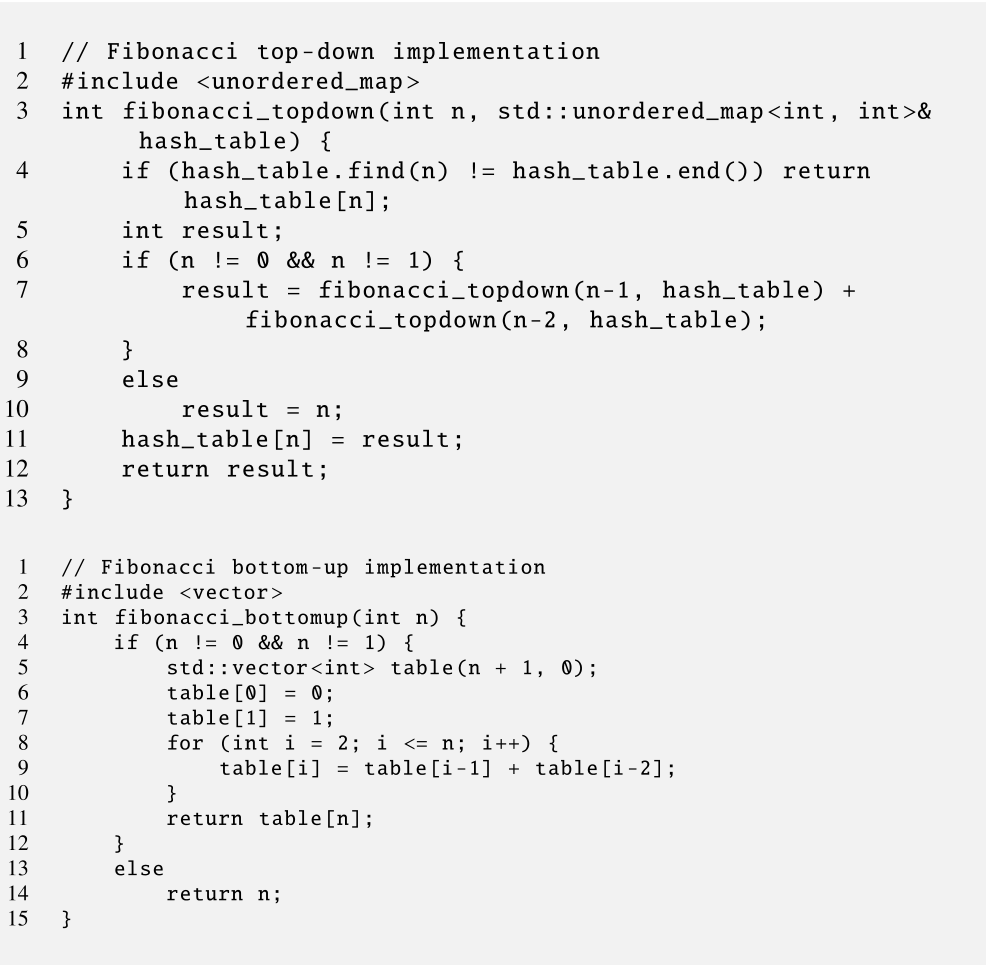 1 // Fibonacci top-down implementation
2 #include <unordered_map>
3 int fibonacci_topdown(int n, std::unordered_map<int, int>&
hash_table) {
4 if (hash_table.find(n) != hash_table.end()) return
hash_table[n];
5 int result;
6 if (n != 0 && n != 1) {
7 result = fibonacci_topdown(n-1, hash_table) +
fibonacci_topdown(n-2, hash_table);
8 }
9 else
10 result = n;
11 hash_table[n] = result;
12 return result;
13 }
1 // Fibonacci bottom-up implementation
2 #include <vector>
3 int fibonacci_bottomup(int n) {
4 if (n != 0 && n != 1) {
5 std::vector<int> table(n + 1, 0);
6 table[0] = 0;
7 table[1] = 1;
8 for (int i = 2; i <= n; i++) {
9 table[i] = table[i-1] + table[i-2];
10 }
11 return table[n];
12 }
13 else
14 return n;
15 }